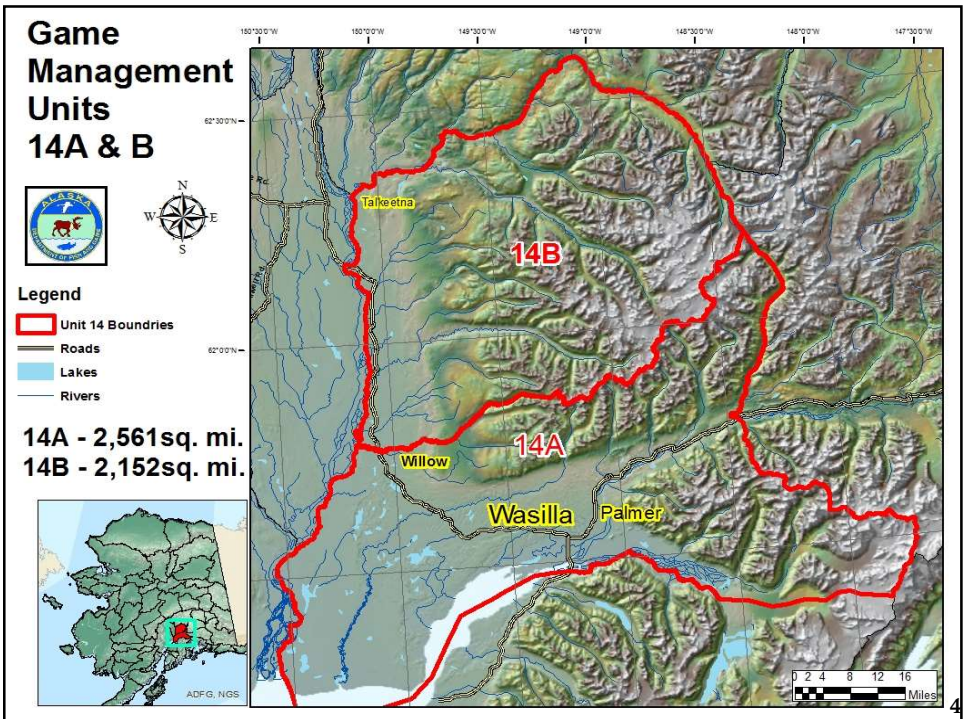 Game
Management
Units
14A & B
150°30'0"W 150°0'0"W 149°30'0"W 149°0'0"W 148°30'0"W 148°0'0"W 147°30'0"W
62°30'0"N
62°0'0"N
N
W E
S
ALASKA
Talkeetna
14B
14A
Willow
Wasilla
Palmer
Legend
Unit 14 Boundries
Roads
Lakes
Rivers
14A - 2,561sq. mi.
14B - 2,152sq. mi.
ADFG, NGS
0 2 4 8 12 16
Miles
4